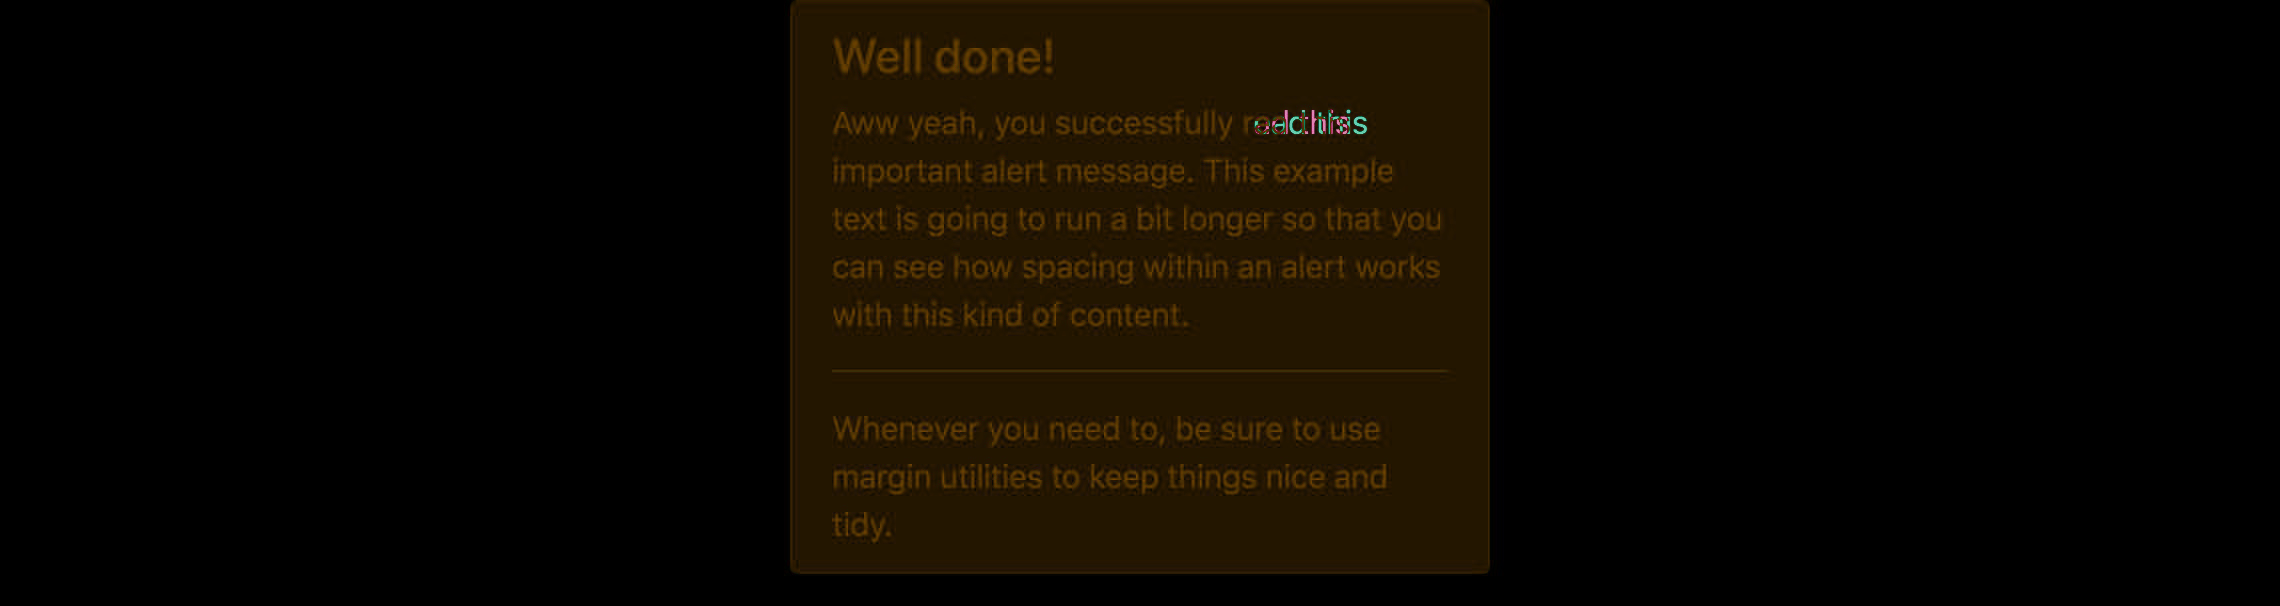 Well done!
Aww yeah, you successfully read this
important alert message. This example
text is going to run a bit longer so that you
can see how spacing within an alert works
with this kind of content.
Whenever you need to, be sure to use
margin utilities to keep things nice and
tidy.